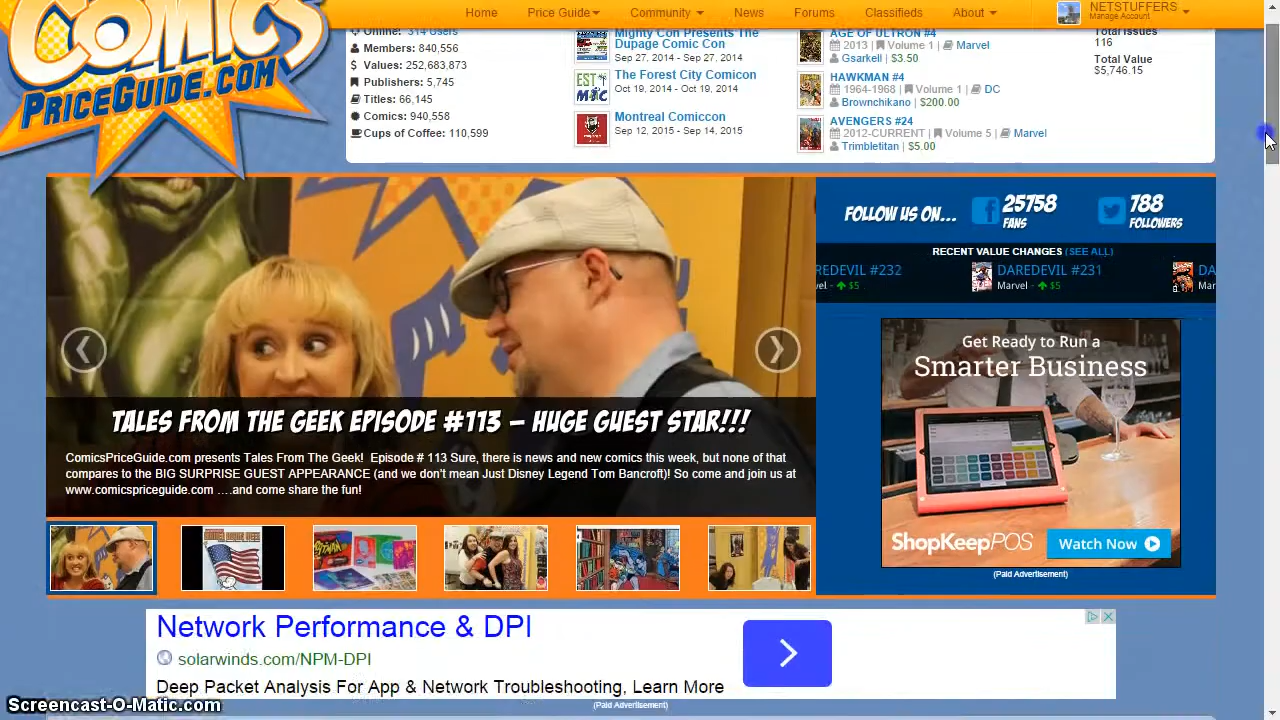 COMICS
PRICEGUIDE.COM
Home
Price Guide
Community
News
Forums
Classifieds
About
NETSTUFFERS
Manage Account
Online: 314 Users
Members: 840,556
Values: 252,683,873
Publishers: 5,745
Titles: 66,145
Comics: 940,558
Cups of Coffee: 110,599
Mighty Con Presents The
Dupage Comic Con
Sep 27, 2014 - Sep 27, 2014
The Forest City Comicon
Oct 19, 2014 - Oct 19, 2014
Montreal Comiccon
Sep 12, 2015 - Sep 14, 2015
AGE OF ULTRON #4
2013 | Volume 1 | Marvel
Gsarkell | $3.50
HAWKMAN #4
1964-1968 | Volume 1 | DC
Brownchikano | $200.00
AVENGERS #24
2012-CURRENT | Volume 5 | Marvel
Trimbletitan | $5.00
Total Issues
116
Total Value
$5,746.15
TALES FROM THE GEEK EPISODE #113 – HUGE GUEST STAR!!!
ComicsPriceGuide.com presents Tales From The Geek! Episode # 113 Sure, there is news and new comics this week, but none of that
compares to the BIG SURPRISE GUEST APPEARANCE (and we don't mean Just Disney Legend Tom Bancroft)! So come and join us at
www.comicspriceguide.com ....and come share the fun!
FOLLOW US ON...
25758
FANS
788
FOLLOWERS
RECENT VALUE CHANGES (SEE ALL)
REDEVIL #232
vel - $5
DAREDEVIL #231
Marvel - $5
DA
Mar
Get Ready to Run a
Smarter Business
ShopKeepPOS
Watch Now
(Paid Advertisement)
Network Performance & DPI
solarwinds.com/NPM-DPI
Deep Packet Analysis For App & Network Troubleshooting, Learn More
(Paid Advertisement)
Screencast-O-Matic.com